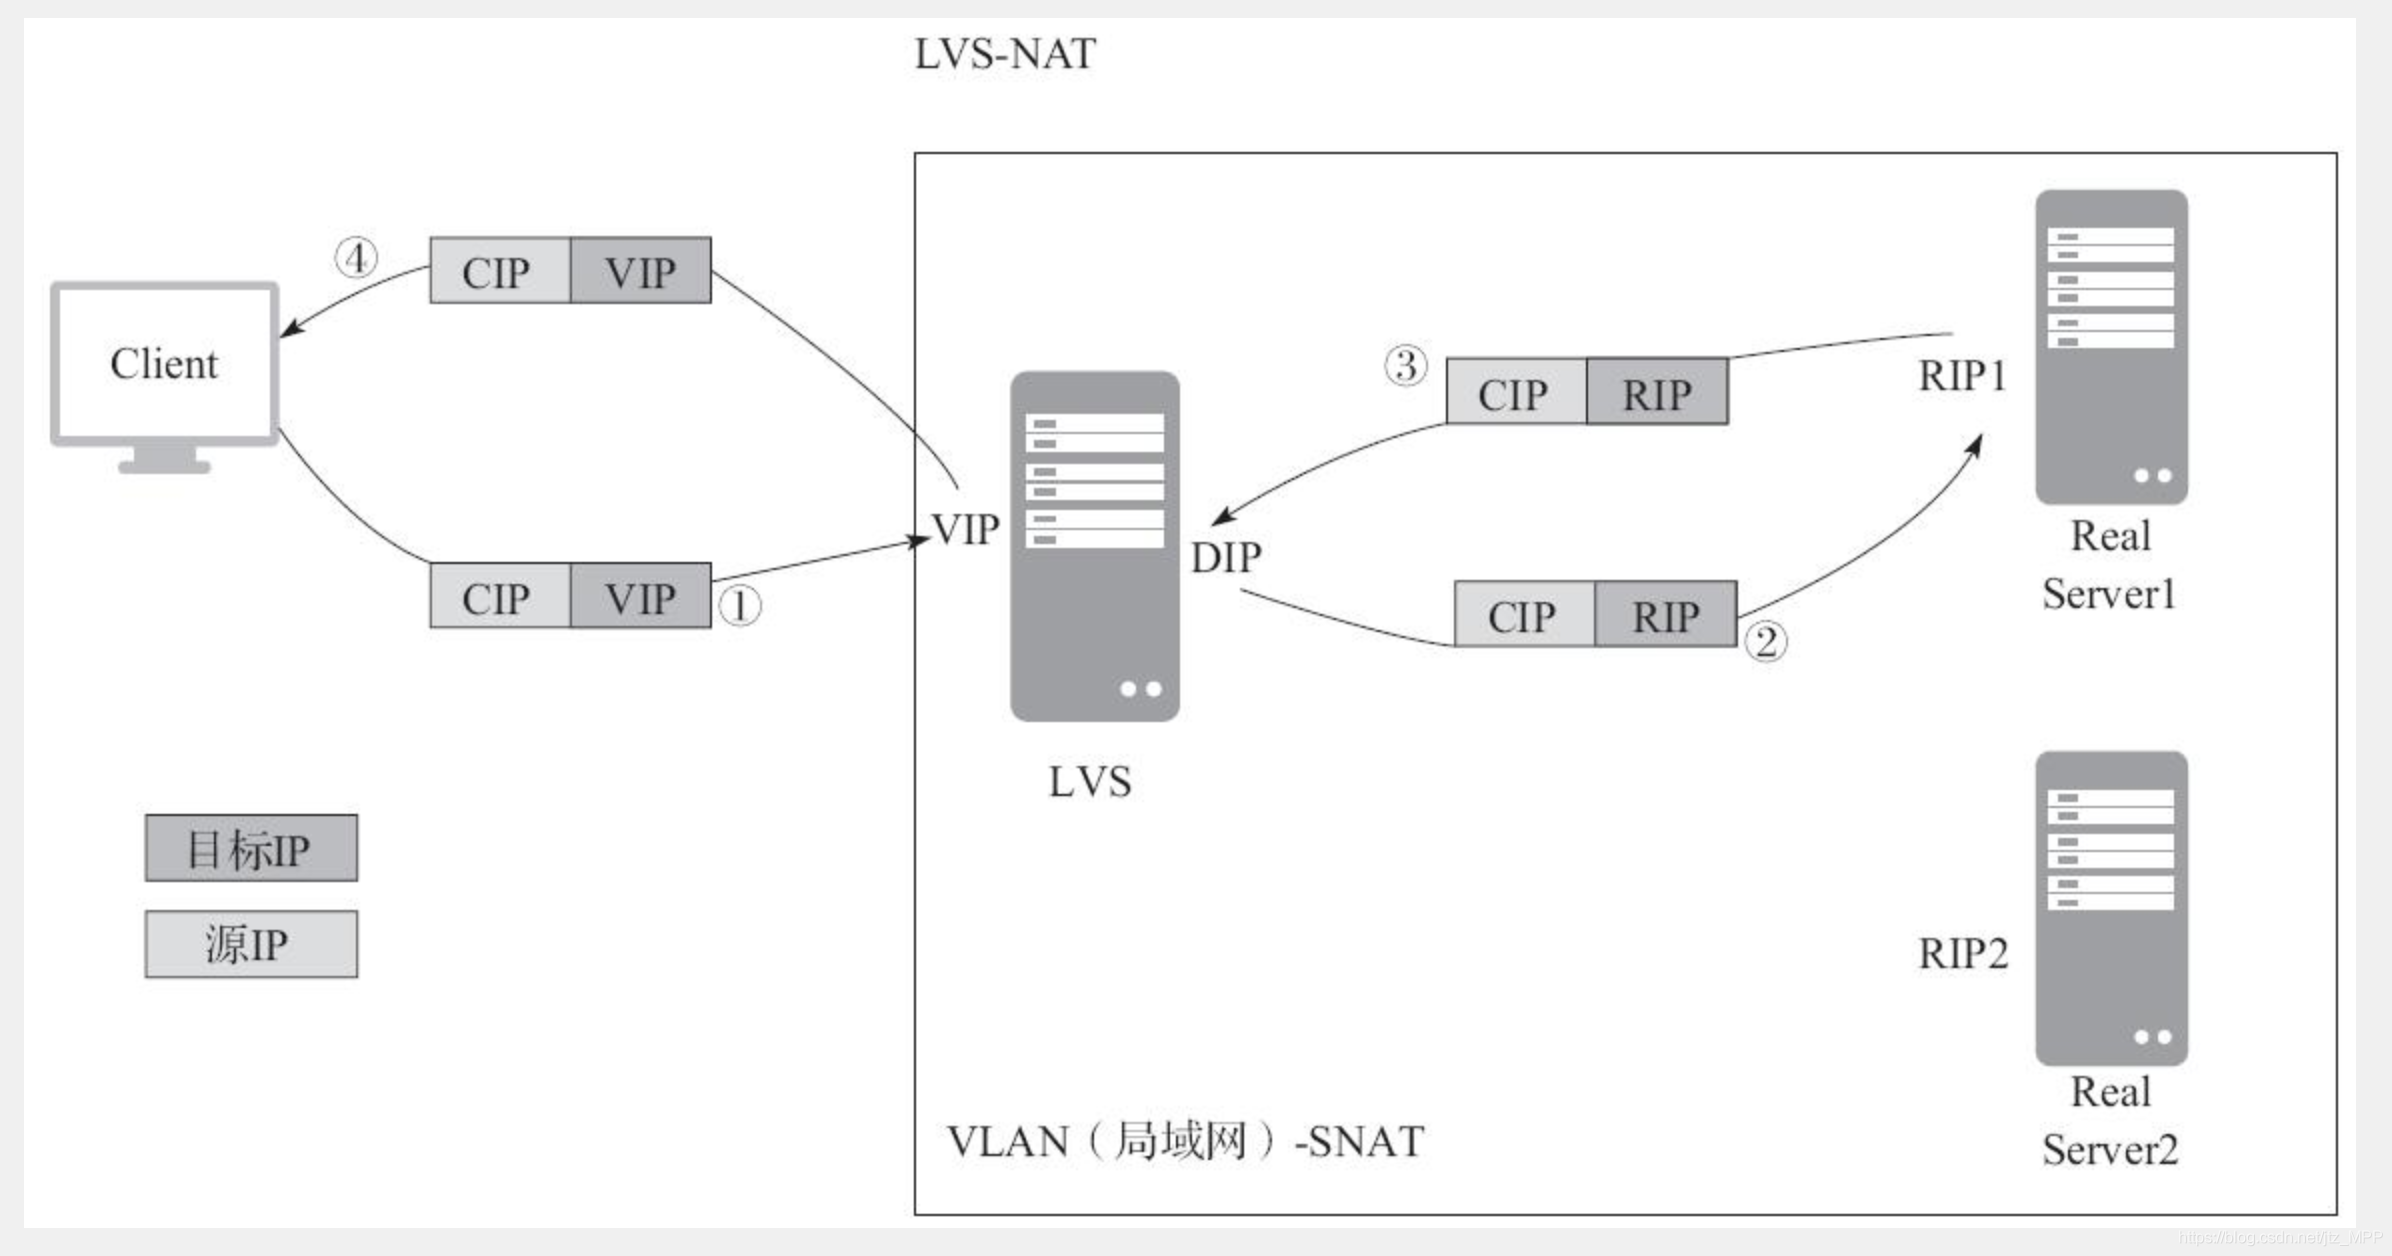 LVS-NAT
④
CIP VIP
Client
③
CIP RIP
RIP1
VIP
DIP
CIP VIP
①
CIP RIP
②
Real
Server1
LVS
目标IP
源IP
RIP2
Real
Server2
VLAN（局域网）-SNAT
https://blog.csdn.net/jtz_MPP